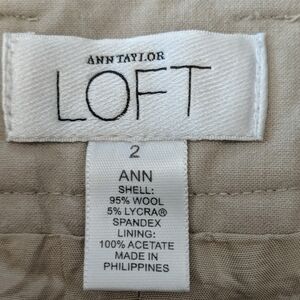 ANN TAYLOR
LOFT
2
ANN
SHELL:
95% WOOL
5% LYCRA®
SPANDEX
LINING:
100% ACETATE
MADE IN
PHILIPPINES